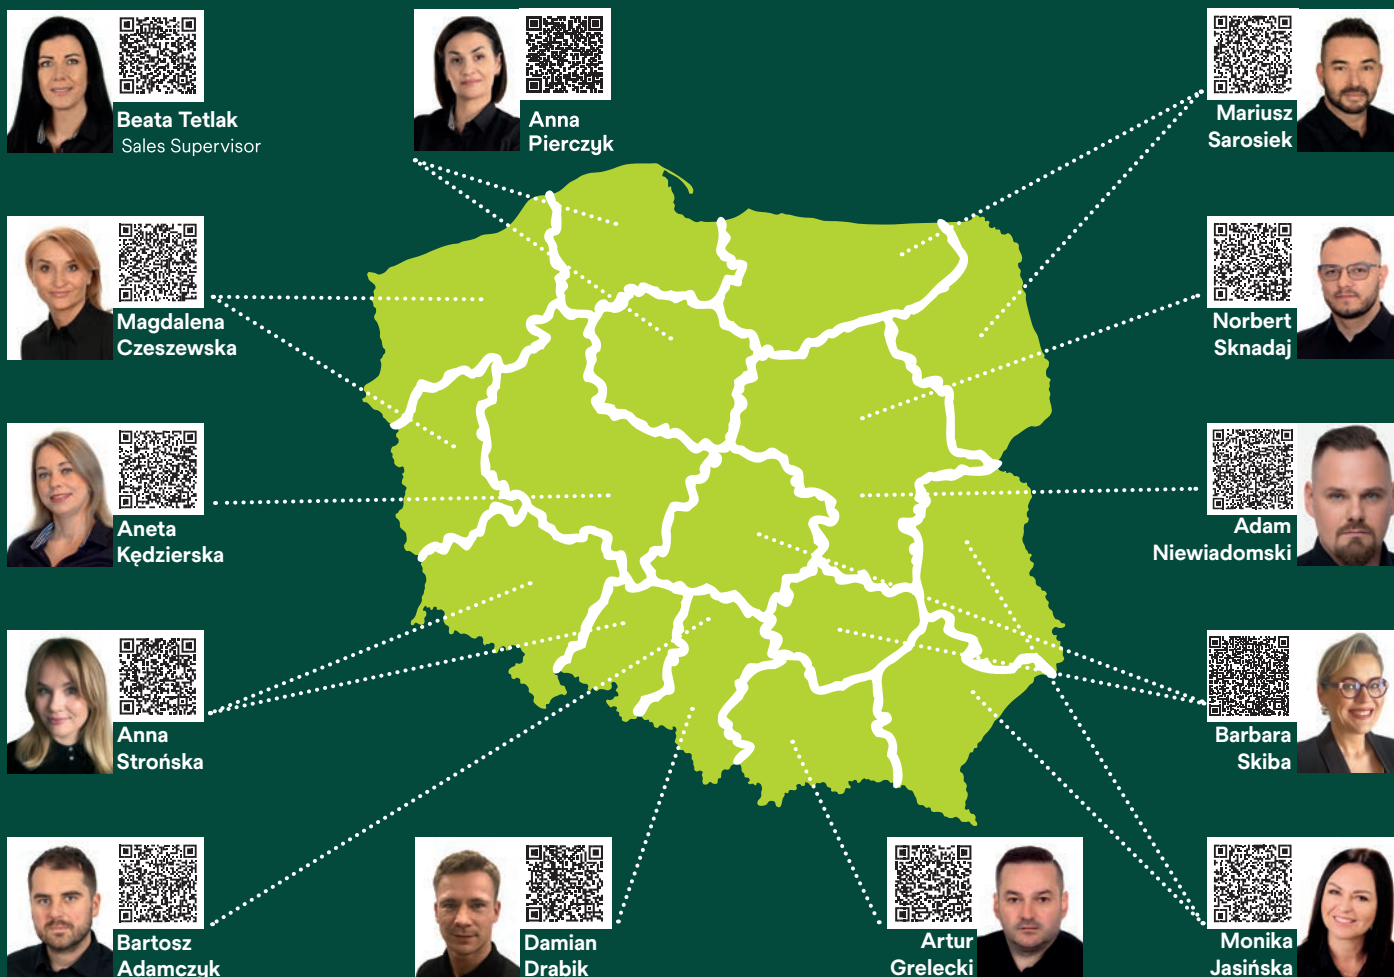 Beata Tetlak
Sales Supervisor
Anna
Pierczyk
Mariusz
Sarosiek
Magdalena
Czeszewska
Norbert
Sknadaj
Aneta
Kędzierska
Adam
Niewiadomski
Anna
Strońska
Barbara
Skiba
Bartosz
Adamczyk
Damian
Drabik
Artur
Grelecki
Monika
Jasińska